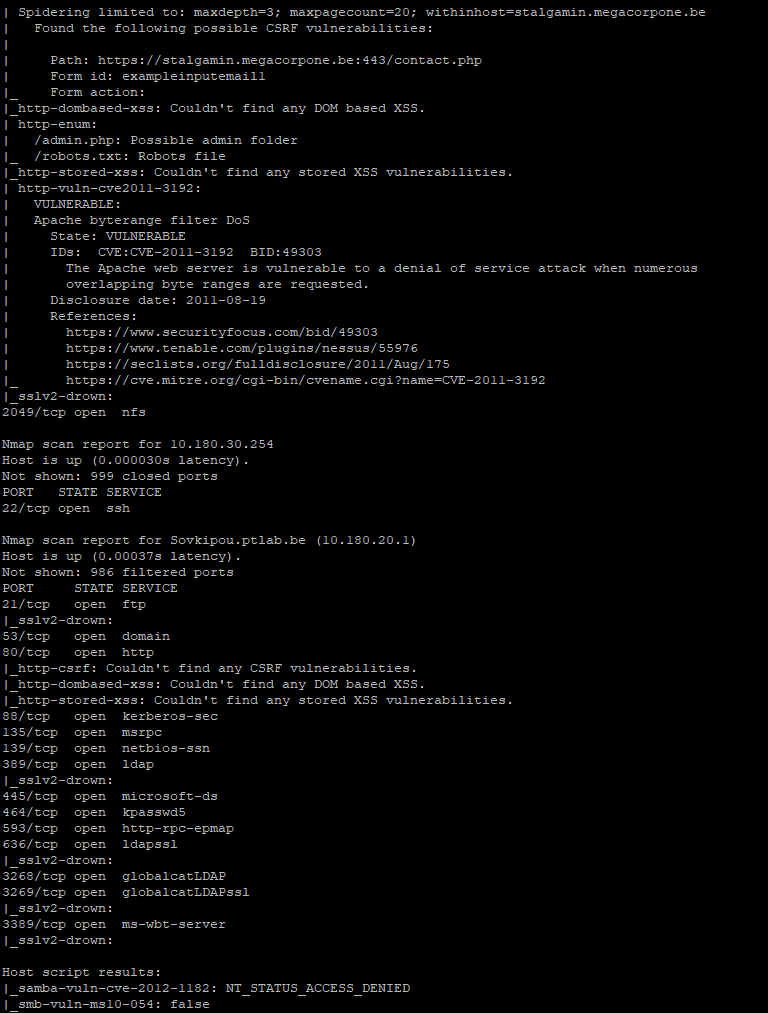 | Spidering limited to: maxdepth=3; maxpagecount=20; withinhost=stalgamin.megacorpone.be
|   Found the following possible CSRF vulnerabilities:
|
|     Path: https://stalgamin.megacorpone.be:443/contact.php
|     Form id: exampleinputemail1
|_    Form action:
|_http-dombased-xss: Couldn't find any DOM based XSS.
| http-enum:
|   /admin.php: Possible admin folder
|_  /robots.txt: Robots file
|_http-stored-xss: Couldn't find any stored XSS vulnerabilities.
| http-vuln-cve2011-3192:
|   VULNERABLE:
|   Apache byterange filter DoS
|     State: VULNERABLE
|     IDs:  CVE:CVE-2011-3192  BID:49303
|       The Apache web server is vulnerable to a denial of service attack when numerous
|       overlapping byte ranges are requested.
|     Disclosure date: 2011-08-19
|     References:
|       https://www.securityfocus.com/bid/49303
|       https://www.tenable.com/plugins/nessus/55976
|       https://seclists.org/fulldisclosure/2011/Aug/175
|_      https://cve.mitre.org/cgi-bin/cvename.cgi?name=CVE-2011-3192
|_sslv2-drown:
2049/tcp open  nfs

Nmap scan report for 10.180.30.254
Host is up (0.000030s latency).
Not shown: 999 closed ports
PORT   STATE SERVICE
22/tcp open  ssh

Nmap scan report for Sovkipou.ptlab.be (10.180.20.1)
Host is up (0.00037s latency).
Not shown: 986 filtered ports
PORT     STATE SERVICE
21/tcp   open  ftp
|_sslv2-drown:
53/tcp   open  domain
80/tcp   open  http
|_http-csrf: Couldn't find any CSRF vulnerabilities.
|_http-dombased-xss: Couldn't find any DOM based XSS.
|_http-stored-xss: Couldn't find any stored XSS vulnerabilities.
88/tcp   open  kerberos-sec
135/tcp  open  msrpc
139/tcp  open  netbios-ssn
389/tcp  open  ldap
|_sslv2-drown:
445/tcp  open  microsoft-ds
464/tcp  open  kpasswd5
593/tcp  open  http-rpc-epmap
636/tcp  open  ldapssl
|_sslv2-drown:
3268/tcp open  globalcatLDAP
3269/tcp open  globalcatLDAPssl
|_sslv2-drown:
3389/tcp open  ms-wbt-server
|_sslv2-drown:

Host script results:
|_samba-vuln-cve-2012-1182: NT_STATUS_ACCESS_DENIED
|_smb-vuln-ms10-054: false